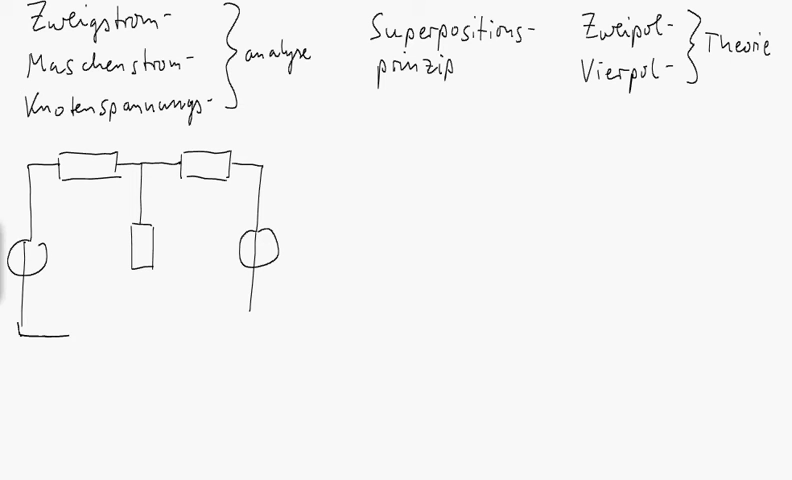 Zweigstrom-
Maschenstrom-
Knotenspannungs-
analyse
Superpositions-
prinzip
Zweipol-
Vierpol-
Theorie